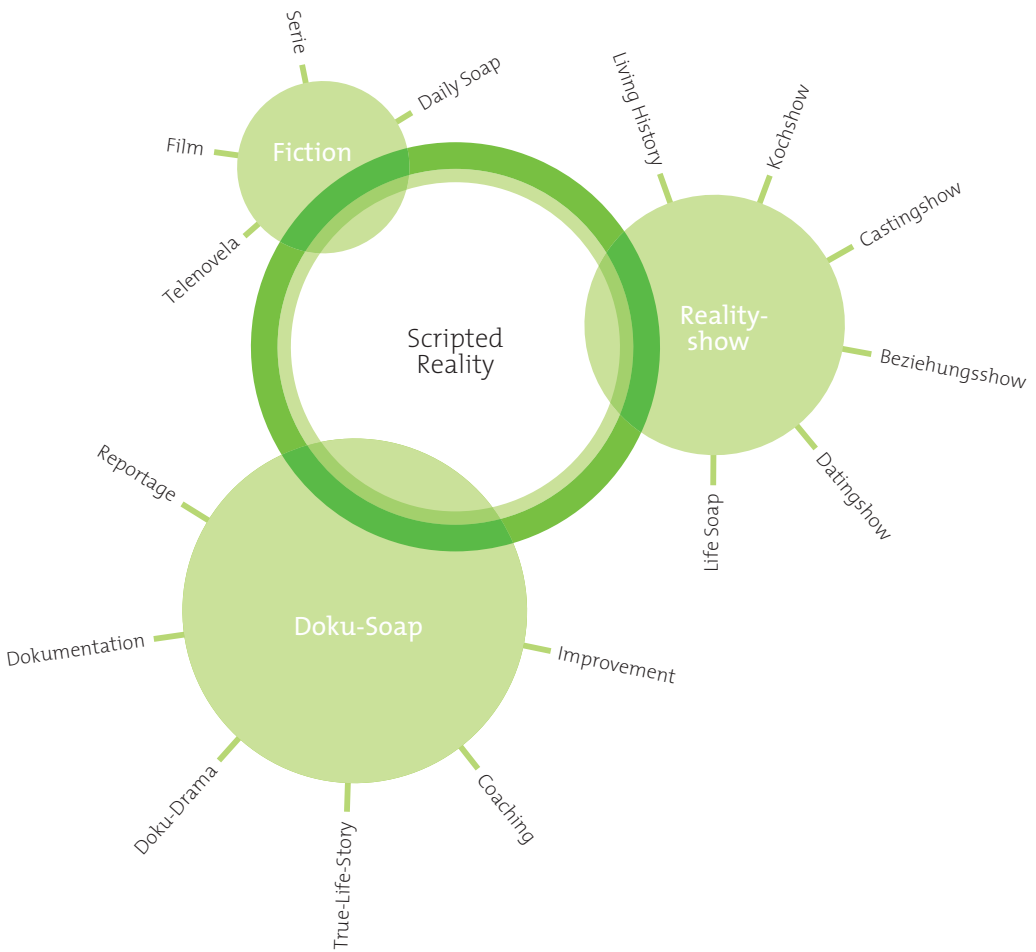 Serie
Daily Soap
Film
Fiction
Telenovela
Living History
Kochshow
Castingshow
Reality-
show
Beziehungsshow
Datingshow
Life Soap
Scripted
Reality
Reportage
Dokumentation
Doku-Soap
Improvement
Doku-Drama
True-Life-Story
Coaching